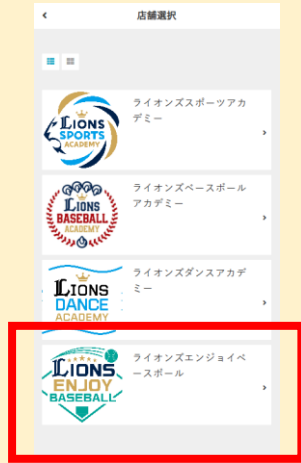 店舗選択
LIONS
SPORTS
ACADEMY
ライオンズスポーツアカ
デミー
LIONS
BASEBALL
ACADEMY
ライオンズベースボール
アカデミー
LIONS
DANCE
ACADEMY
ライオンズダンスアカデ
ミー
LIONS
ENJOY
BASEBALL
ライオンズエンジョイベ
ースボール